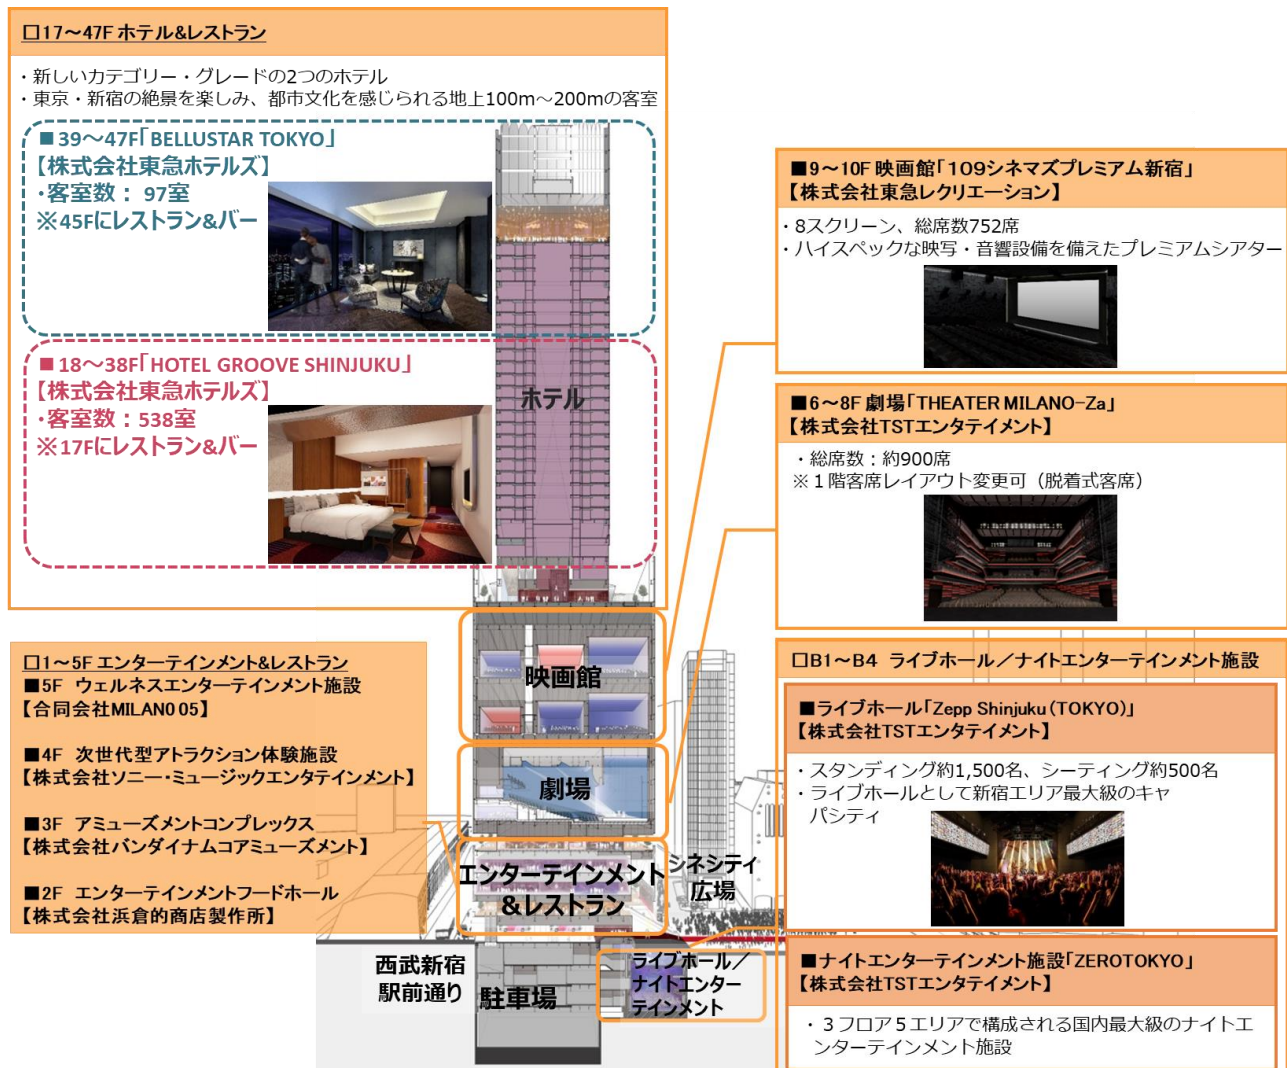 □17～47F ホテル&レストラン
・新しいカテゴリー・グレードの2つのホテル
・東京・新宿の絶景を楽しみ、都市文化を感じられる地上100m～200mの客室
■39～47F「BELLUSTAR TOKYO」
【株式会社東急ホテルズ】
・客室数： 97室
※45Fにレストラン&バー
■18～38F「HOTEL GROOVE SHINJUKU」
【株式会社東急ホテルズ】
・客室数：538室
※17Fにレストラン&バー
ホテル
■9～10F 映画館「109シネマズプレミアム新宿」
【株式会社東急レクリエーション】
・8スクリーン、総席数752席
・ハイスペックな映写・音響設備を備えたプレミアムシアター
■6～8F 劇場「THEATER MILANO-Za」
【株式会社TSTエンタテイメント】
・総席数：約900席
※１階客席レイアウト変更可（脱着式客席）
映画館
劇場
□1～5F エンターテインメント&レストラン
■5F ウェルネスエンターテインメント施設
【合同会社MILANO 05】
■4F 次世代型アトラクション体験施設
【株式会社ソニー・ミュージックエンタテインメント】
■3F アミューズメントコンプレックス
【株式会社バンダイナムコアミューズメント】
■2F エンターテインメントフードホール
【株式会社浜倉的商店製作所】
エンターテインメント
&レストラン
シネシティ
広場
□B1～B4 ライブホール／ナイトエンターテインメント施設
■ライブホール「Zepp Shinjuku（TOKYO）」
【株式会社TSTエンタテイメント】
・スタンディング約1,500名、シーティング約500名
・ライブホールとして新宿エリア最大級のキャ
パシティ
■ナイトエンターテインメント施設「ZEROTOKYO」
【株式会社TSTエンタテイメント】
・３フロア５エリアで構成される国内最大級のナイトエ
ンターテインメント施設
西武新宿
駅前通り
駐車場
ライブホール／
ナイトエンター
テインメント